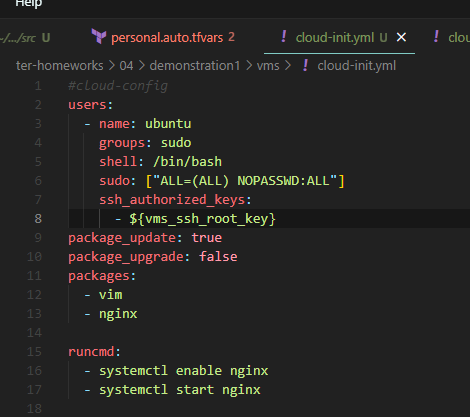 Help
-/.../src U
personal.auto.tfvars 2
! cloud-init.yml U ×
! clou
ter-homeworks > 04 > demonstration1 > vms > ! cloud-init.yml
1 #cloud-config
2 users:
3   - name: ubuntu
4     groups: sudo
5     shell: /bin/bash
6     sudo: ["ALL=(ALL) NOPASSWD:ALL"]
7     ssh_authorized_keys:
8       - ${vms_ssh_root_key}
9 package_update: true
10 package_upgrade: false
11 packages:
12   - vim
13   - nginx
14
15 runcmd:
16   - systemctl enable nginx
17   - systemctl start nginx
18